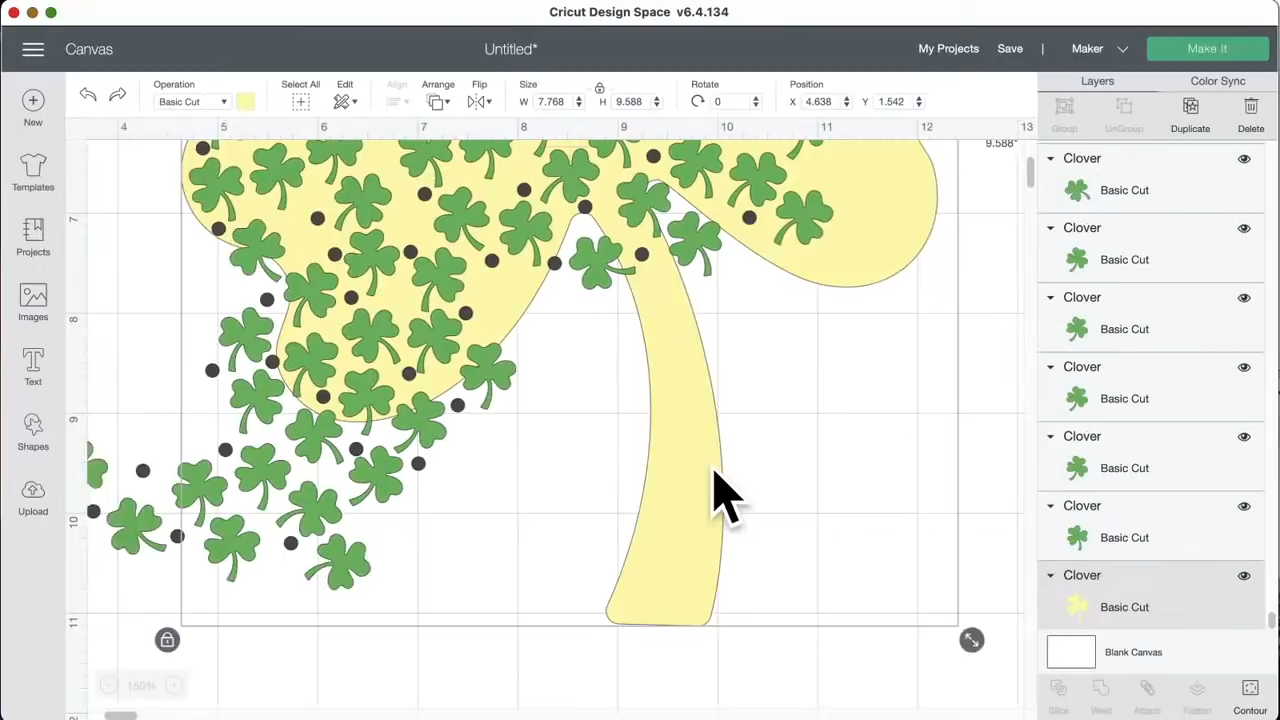 Cricut Design Space v6.4.134
Canvas
Untitled*
My Projects Save | Maker Make It
Operation
Basic Cut
Select All
Edit
Align
Arrange
Flip
Size
W 7.768 H 9.588
Rotate
0
Position
X 4.638 Y 1.542
Layers
Color Sync
Group
UnGroup
Duplicate
Delete
New
Templates
Projects
Images
Text
Shapes
Upload
4 5 6 7 8 9 10 11 12 13
7
8
9
10
11
9.588"
150%
Clover
Basic Cut
Clover
Basic Cut
Clover
Basic Cut
Clover
Basic Cut
Clover
Basic Cut
Clover
Basic Cut
Clover
Basic Cut
Blank Canvas
Slice
Weld
Attach
Flatten
Contour